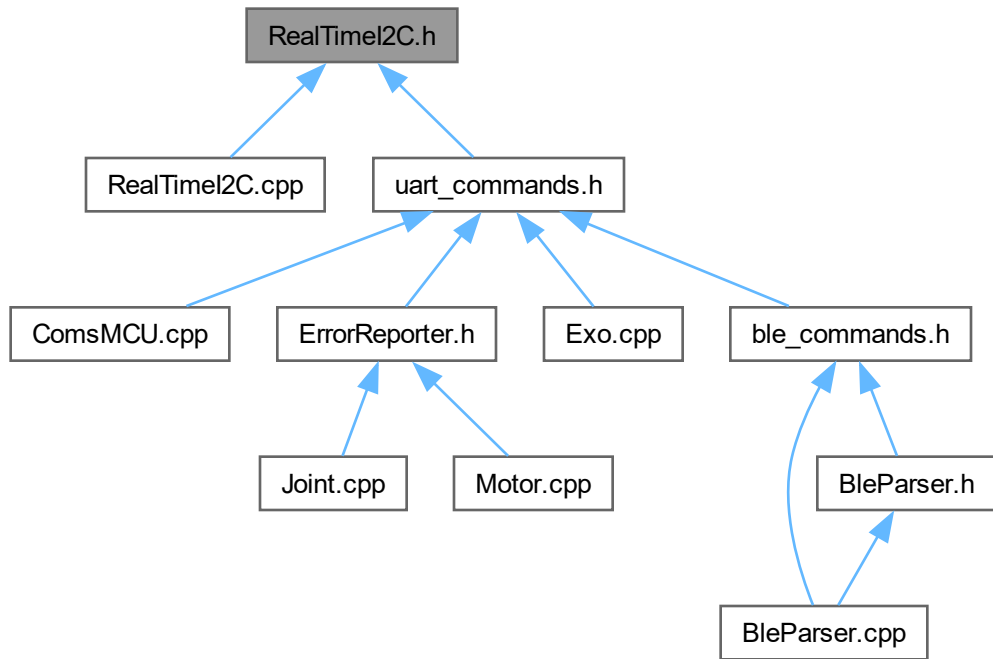 RealTimeI2C.h
RealTimeI2C.cpp
uart_commands.h
ComsMCU.cpp
ErrorReporter.h
Exo.cpp
ble_commands.h
Joint.cpp
Motor.cpp
BleParser.h
BleParser.cpp